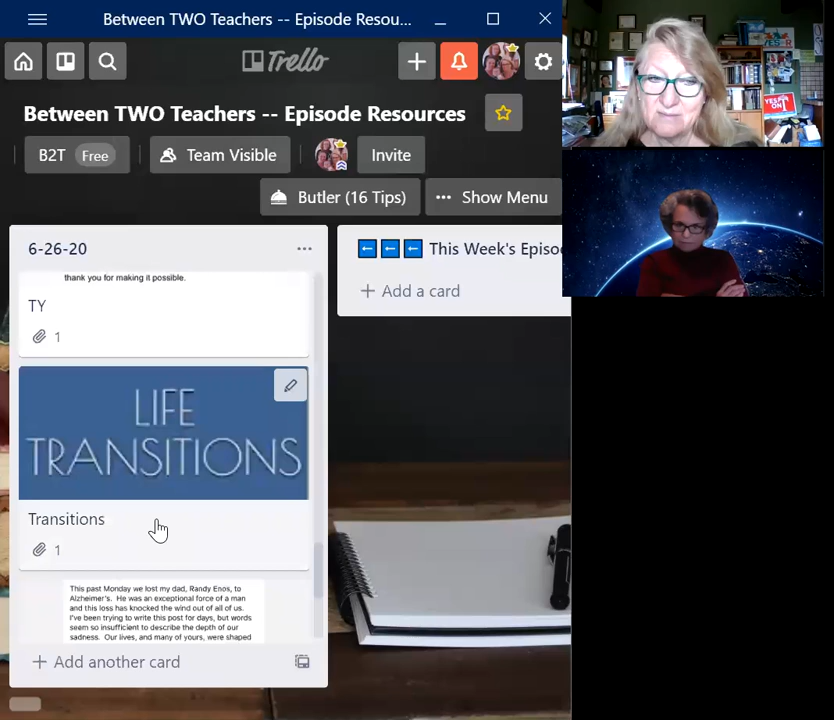 Between TWO Teachers -- Episode Resou...
Trello
Between TWO Teachers -- Episode Resources
B2T Free Team Visible Invite
Butler (16 Tips) ... Show Menu
6-26-20
This Week's Episo
+ Add a card
thank you for making it possible.
TY
1
LIFE
TRANSITIONS
Transitions
1
This past Monday we lost my dad, Randy Enos, to
Alzheimer's. He was an exceptional force of a man
and this loss has knocked the wind out of all of us.
I've been trying to write this post for days, but words
seem so insufficient to describe the depth of our
sadness. Our lives, and many of yours, were shaped
+ Add another card
YES
ON